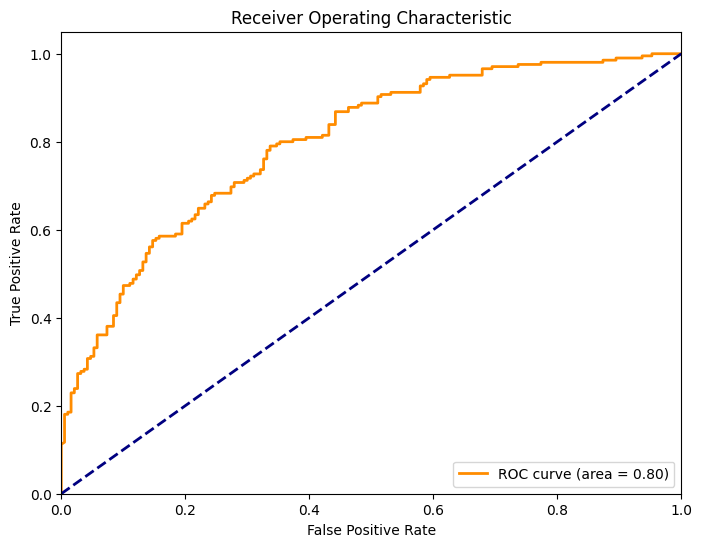 Receiver Operating Characteristic
True Positive Rate
1.0
0.8
0.6
0.4
0.2
0.0
ROC curve (area = 0.80)
0.0 0.2 0.4 0.6 0.8 1.0
False Positive Rate